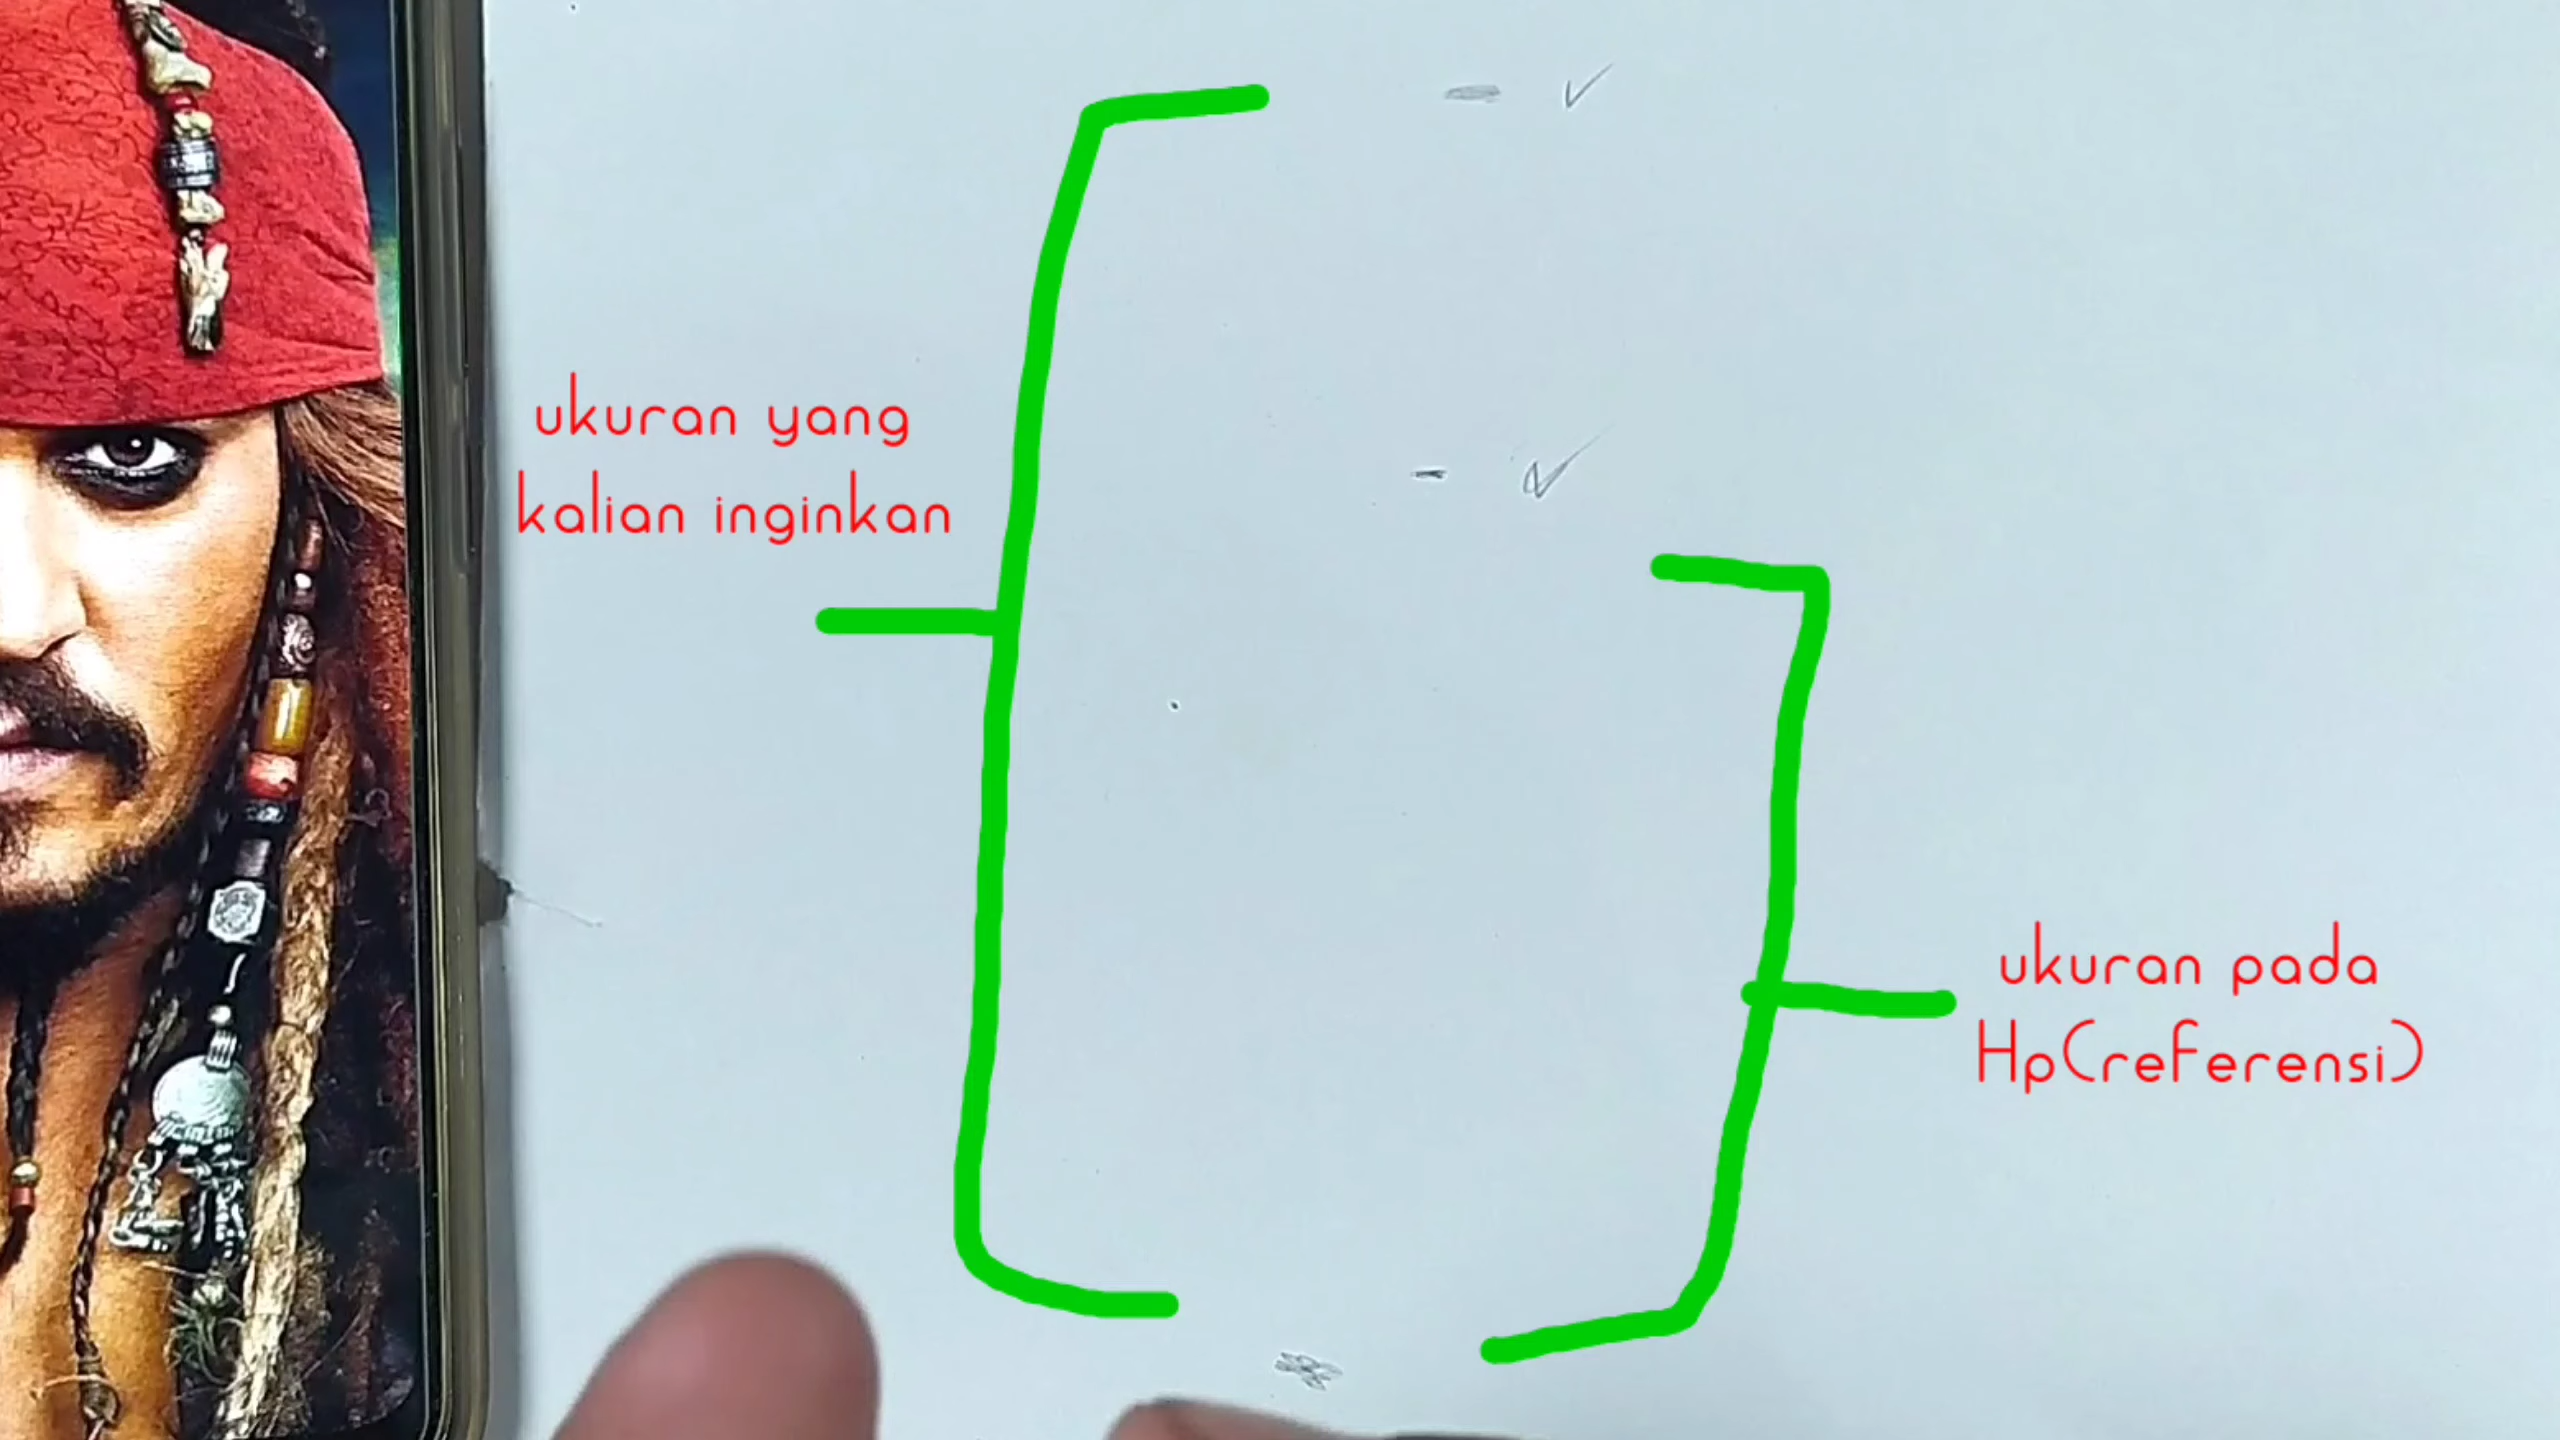 ukuran yang
kalian inginkan
ukuran pada
Hp(referensi)